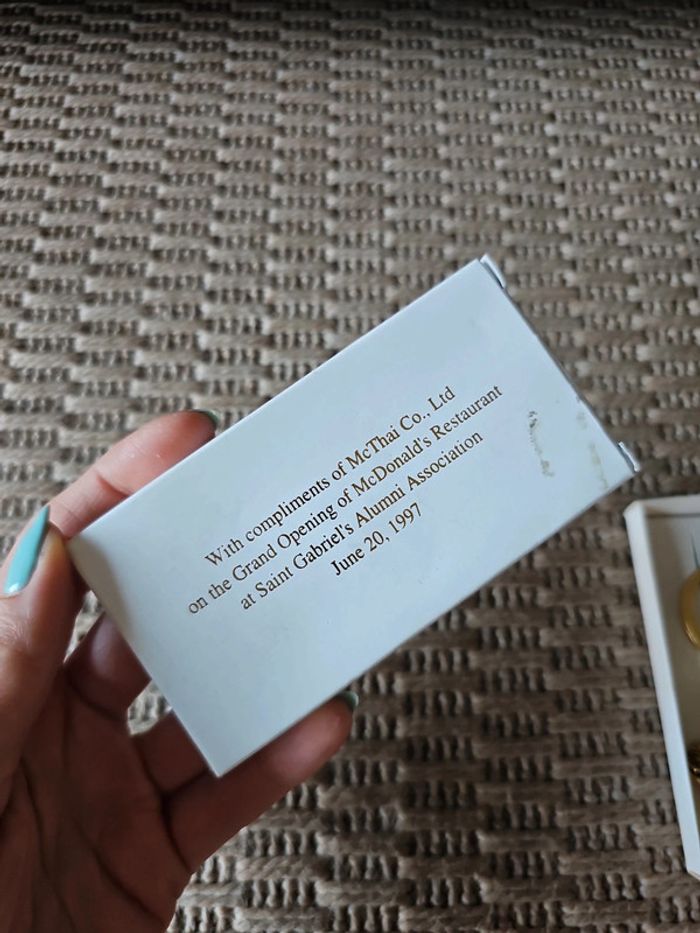 With compliments of McThai Co., Ltd
on the Grand Opening of McDonald's Restaurant
at Saint Gabriel's Alumni Association
June 20, 1997